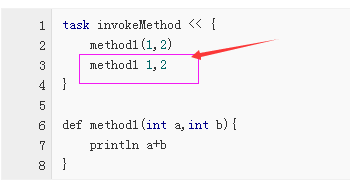 1 task invokeMethod << {
2     method1(1,2)
3     method1 1,2
4 }
5
6 def method1(int a,int b){
7     println a+b
8 }